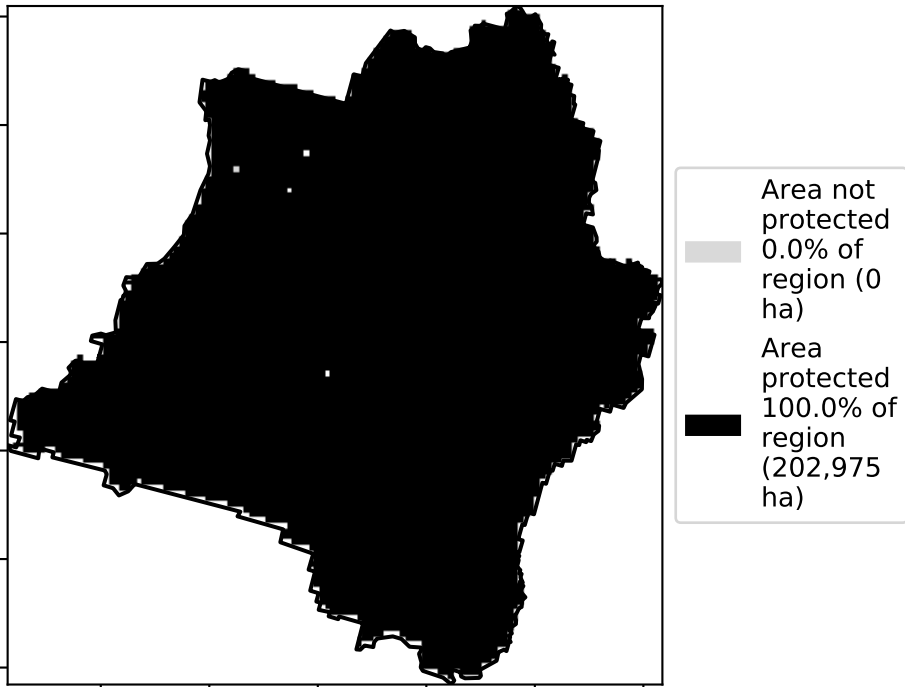 Area not
protected
0.0% of
region (0
ha)
Area
protected
100.0% of
region
(202,975
ha)